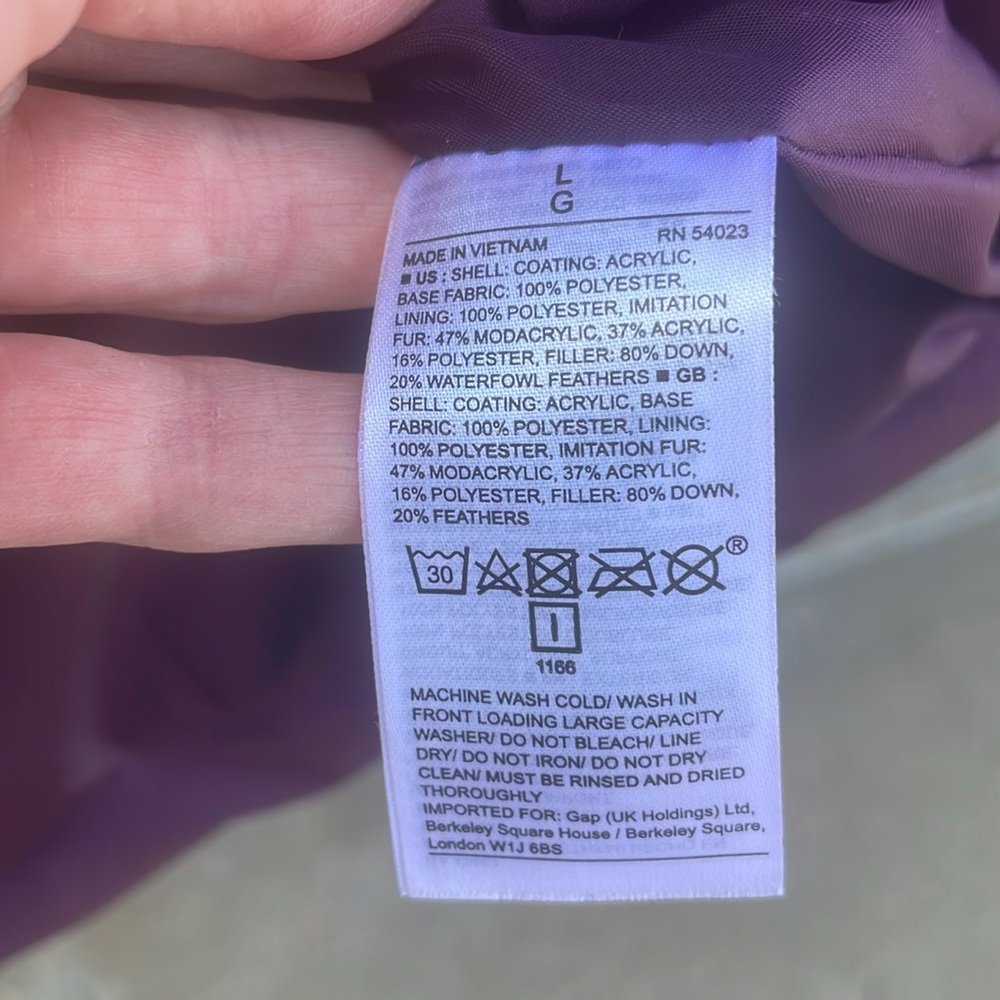 L
G
RN 54023
MADE IN VIETNAM
■ US : SHELL: COATING: ACRYLIC,
BASE FABRIC: 100% POLYESTER,
LINING: 100% POLYESTER, IMITATION
FUR: 47% MODACRYLIC, 37% ACRYLIC,
16% POLYESTER, FILLER: 80% DOWN,
20% WATERFOWL FEATHERS ■ GB :
SHELL: COATING: ACRYLIC, BASE
FABRIC: 100% POLYESTER, LINING:
100% POLYESTER, IMITATION FUR:
47% MODACRYLIC, 37% ACRYLIC,
16% POLYESTER, FILLER: 80% DOWN,
20% FEATHERS
30 ®
1166
MACHINE WASH COLD/ WASH IN
FRONT LOADING LARGE CAPACITY
WASHER/ DO NOT BLEACH/ LINE
DRY/ DO NOT IRON/ DO NOT DRY
CLEAN/ MUST BE RINSED AND DRIED
THOROUGHLY
IMPORTED FOR: Gap (UK Holdings) Ltd,
Berkeley Square House / Berkeley Square,
London W1J 6BS